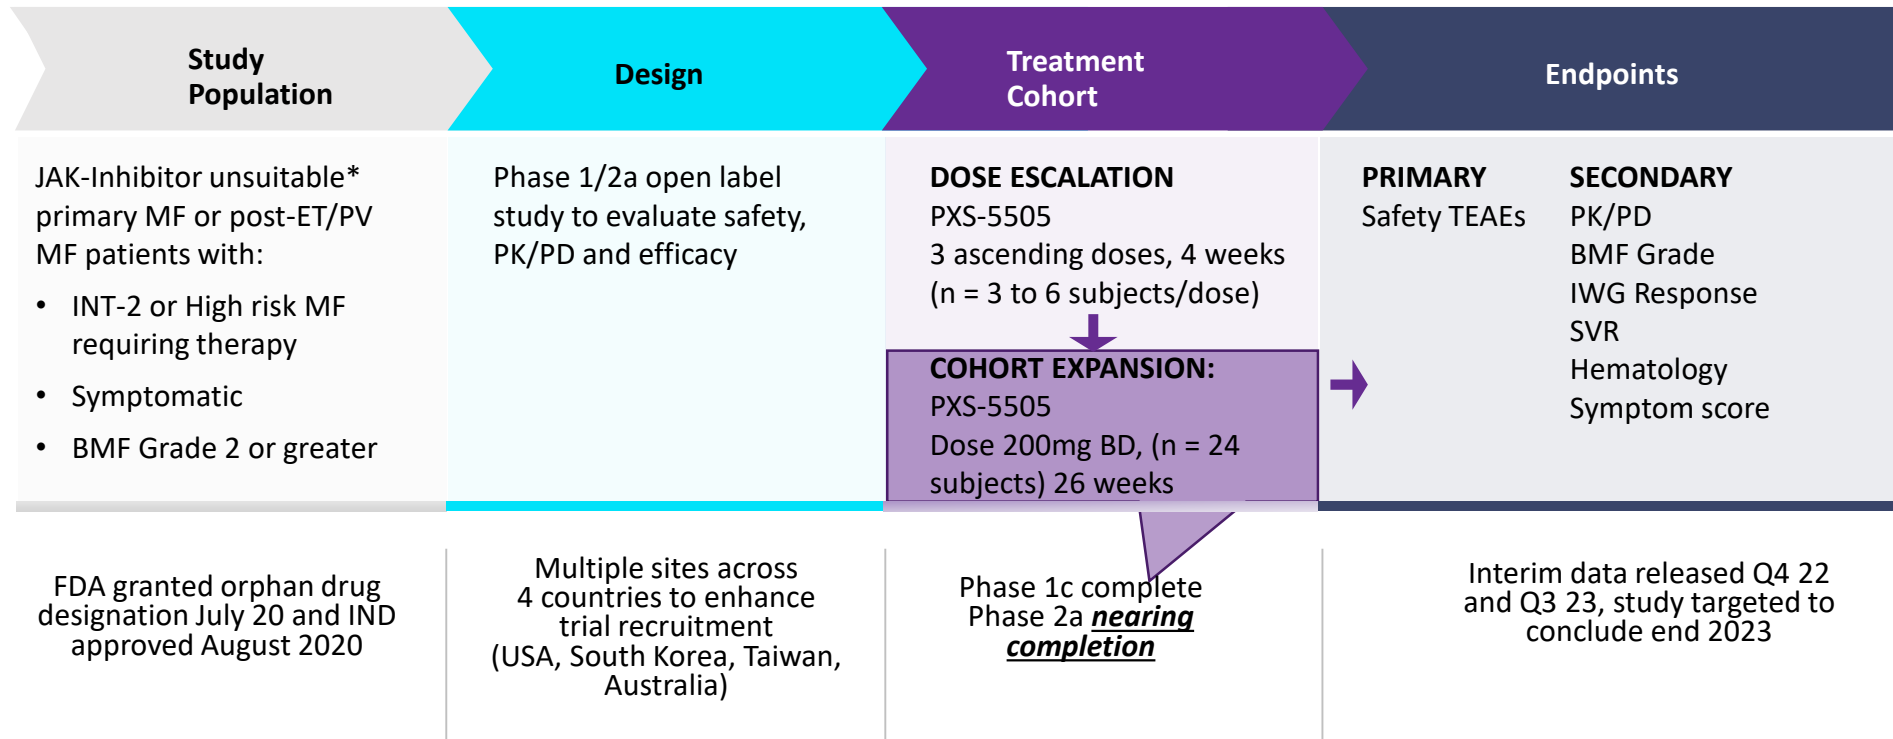 Study
Population
Design
Treatment
Cohort
Endpoints
JAK-Inhibitor unsuitable*
primary MF or post-ET/PV
MF patients with:
• INT-2 or High risk MF
requiring therapy
• Symptomatic
• BMF Grade 2 or greater
Phase 1/2a open label
study to evaluate safety,
PK/PD and efficacy
DOSE ESCALATION
PXS-5505
3 ascending doses, 4 weeks
(n = 3 to 6 subjects/dose)
COHORT EXPANSION:
PXS-5505
Dose 200mg BD, (n = 24
subjects) 26 weeks
PRIMARY
Safety TEAEs
SECONDARY
PK/PD
BMF Grade
IWG Response
SVR
Hematology
Symptom score
FDA granted orphan drug
designation July 20 and IND
approved August 2020
Multiple sites across
4 countries to enhance
trial recruitment
(USA, South Korea, Taiwan,
Australia)
Phase 1c complete
Phase 2a nearing
completion
Interim data released Q4 22
and Q3 23, study targeted to
conclude end 2023